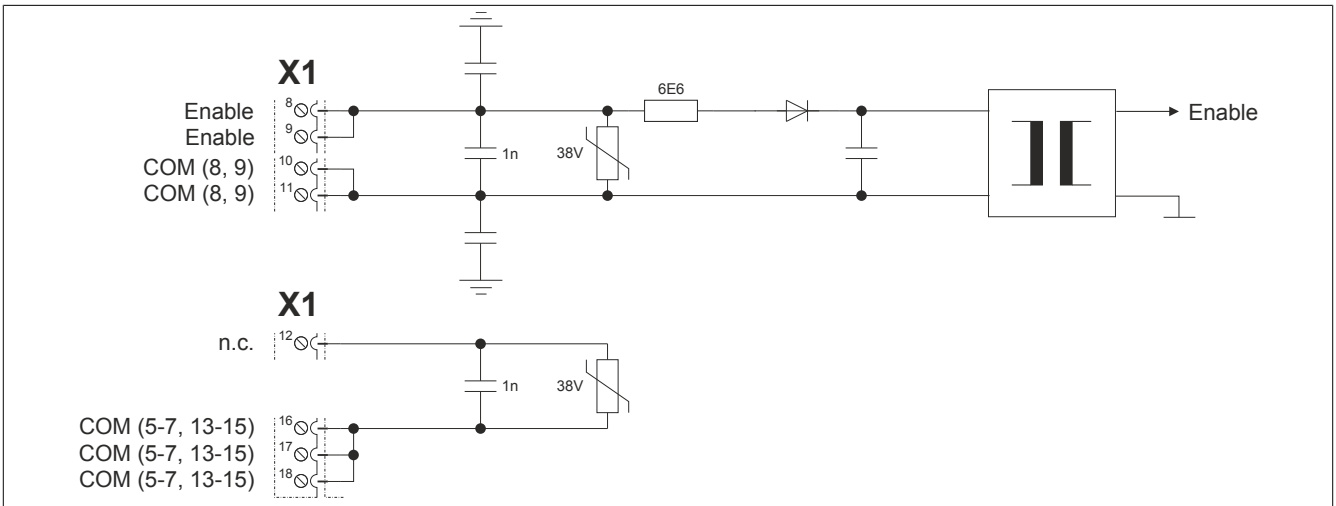 X1
Enable 8
Enable 9
COM (8, 9) 10
COM (8, 9) 11
1n
38V
6E6
Enable
X1
n.c. 12
1n
38V
COM (5-7, 13-15) 16
COM (5-7, 13-15) 17
COM (5-7, 13-15) 18